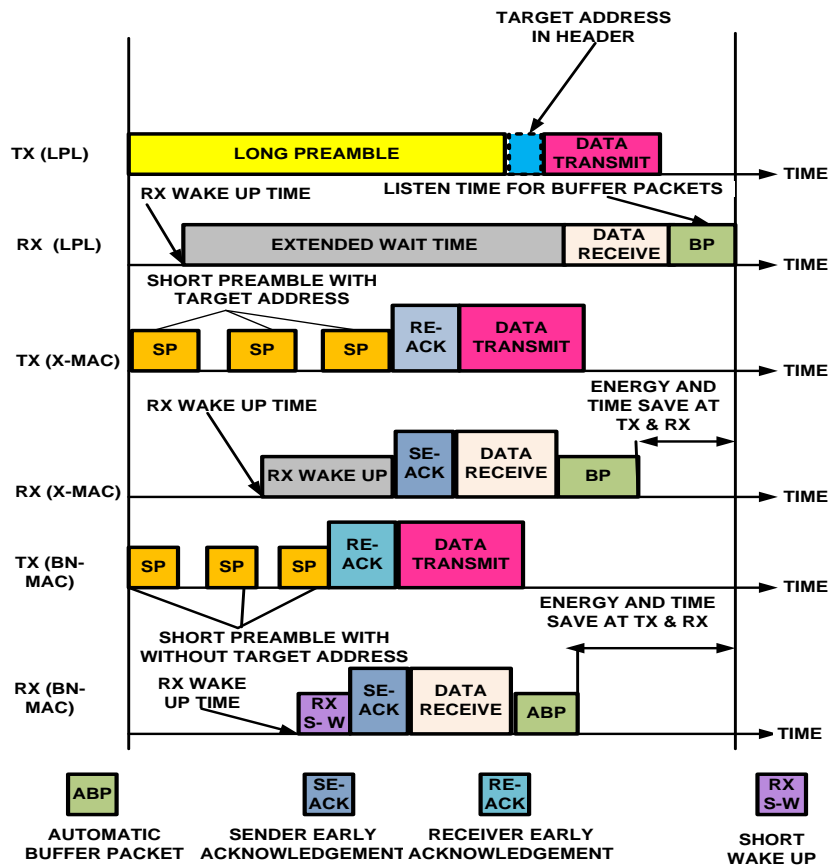 TARGET ADDRESS
IN HEADER
TX (LPL)
LONG PREAMBLE
DATA
TRANSMIT
TIME
RX WAKE UP TIME
LISTEN TIME FOR BUFFER PACKETS
RX (LPL)
EXTENDED WAIT TIME
DATA
RECEIVE
BP
TIME
SHORT PREAMBLE WITH
TARGET ADDRESS
TX (X-MAC)
SP
SP
SP
RE-
ACK
DATA
TRANSMIT
TIME
RX WAKE UP TIME
ENERGY AND
TIME SAVE AT
TX & RX
RX (X-MAC)
RX WAKE UP
SE-
ACK
DATA
RECEIVE
BP
TIME
TX (BN-
MAC)
SP
SP
SP
RE-
ACK
DATA
TRANSMIT
TIME
SHORT PREAMBLE WITH
WITHOUT TARGET ADDRESS
ENERGY AND TIME
SAVE AT TX & RX
RX (BN-
MAC)
RX WAKE
UP TIME
RX
S- W
SE-
ACK
DATA
RECEIVE
ABP
TIME
ABP
SE-
ACK
RE-
ACK
RX
S-W
AUTOMATIC
BUFFER PACKET
SENDER EARLY
ACKNOWLEDGEMENT
RECEIVER EARLY
ACKNOWLEDGEMENT
SHORT
WAKE UP